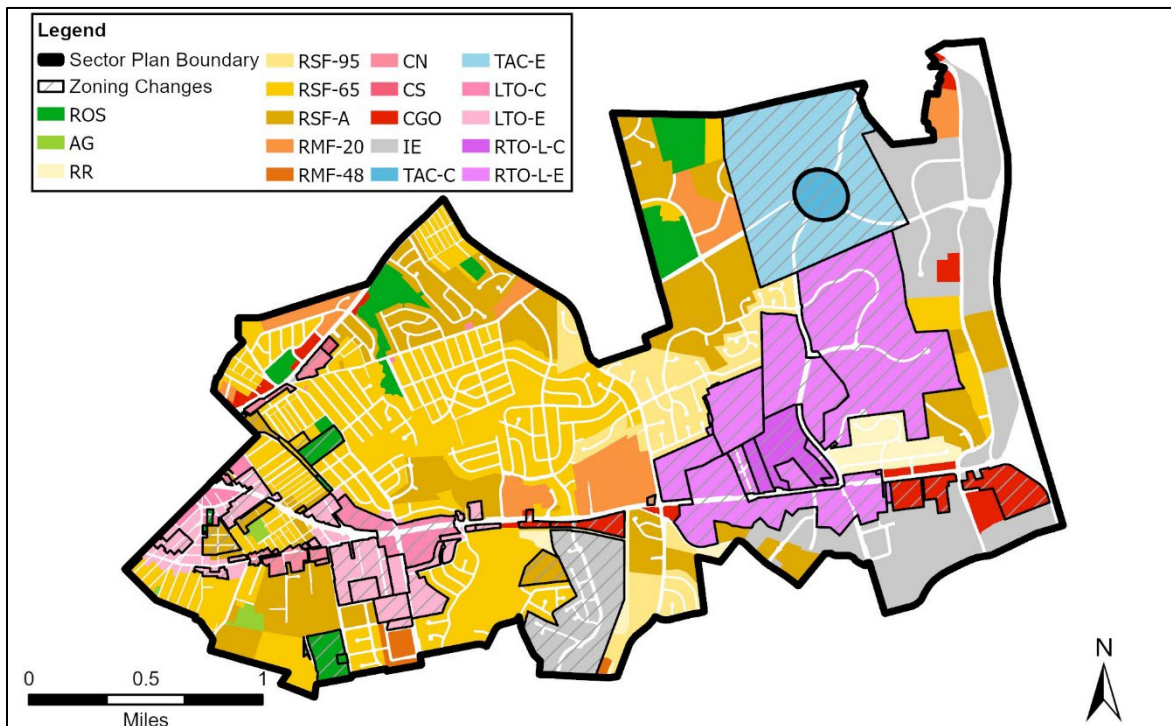 Legend
Sector Plan Boundary
Zoning Changes
ROS
AG
RR
RSF-95
RSF-65
RSF-A
RMF-20
RMF-48
CN
CS
CGO
IE
TAC-C
TAC-E
LTO-C
LTO-E
RTO-L-C
RTO-L-E
0 0.5 1
Miles
N